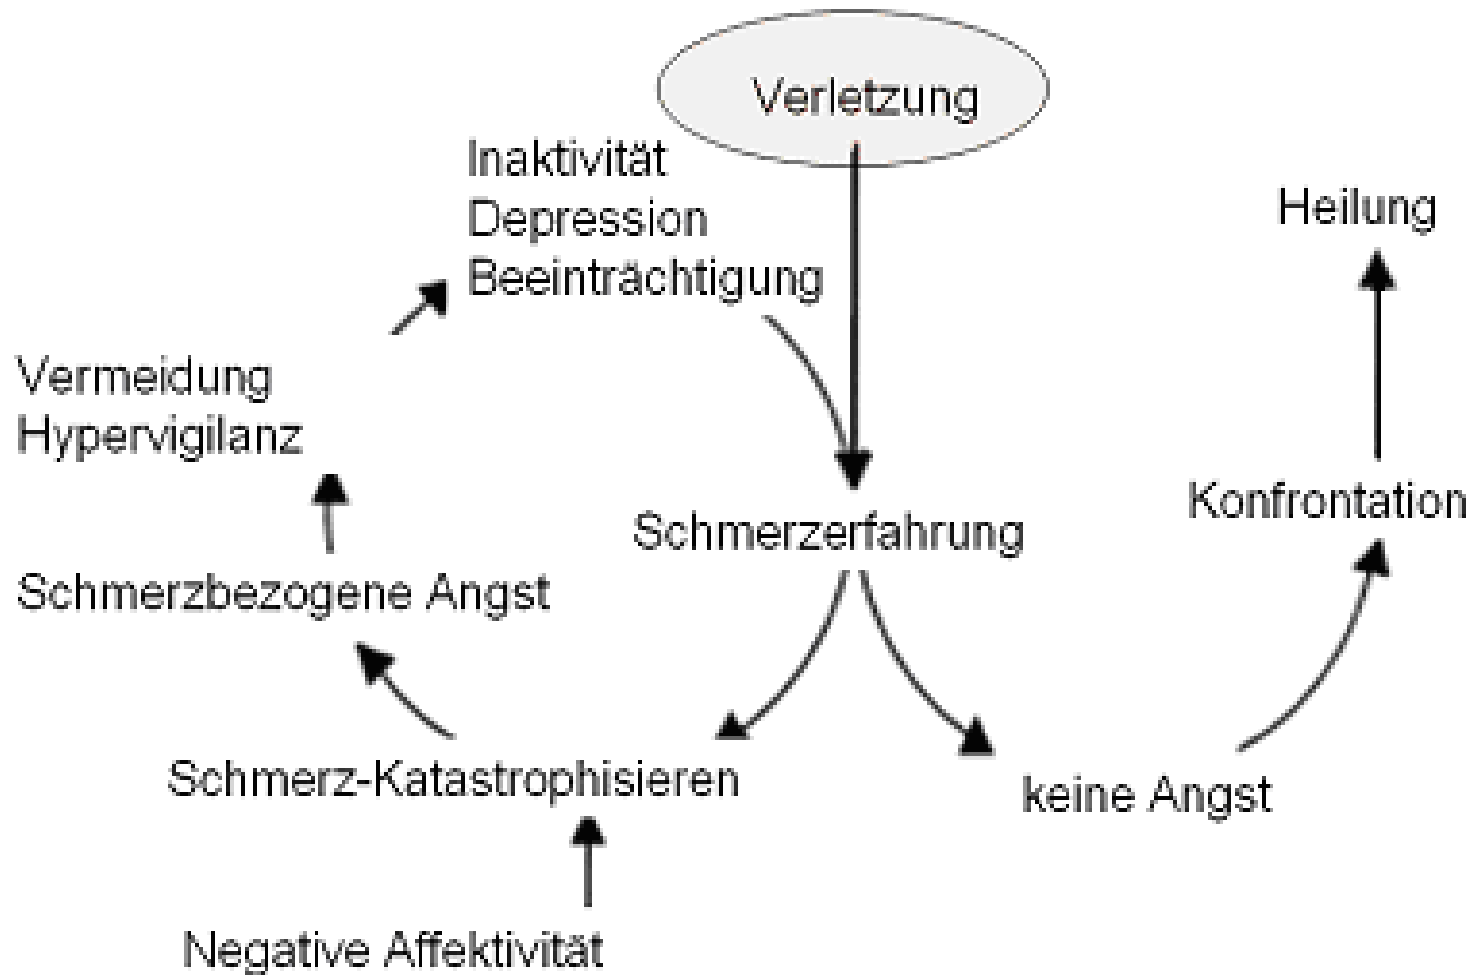 Verletzung
Inaktivität
Depression
Beeinträchtigung
Heilung
Vermeidung
Hypervigilanz
Konfrontation
Schmerzerfahrung
Schmerzbezogene Angst
Schmerz-Katastrophisieren
keine Angst
Negative Affektivität